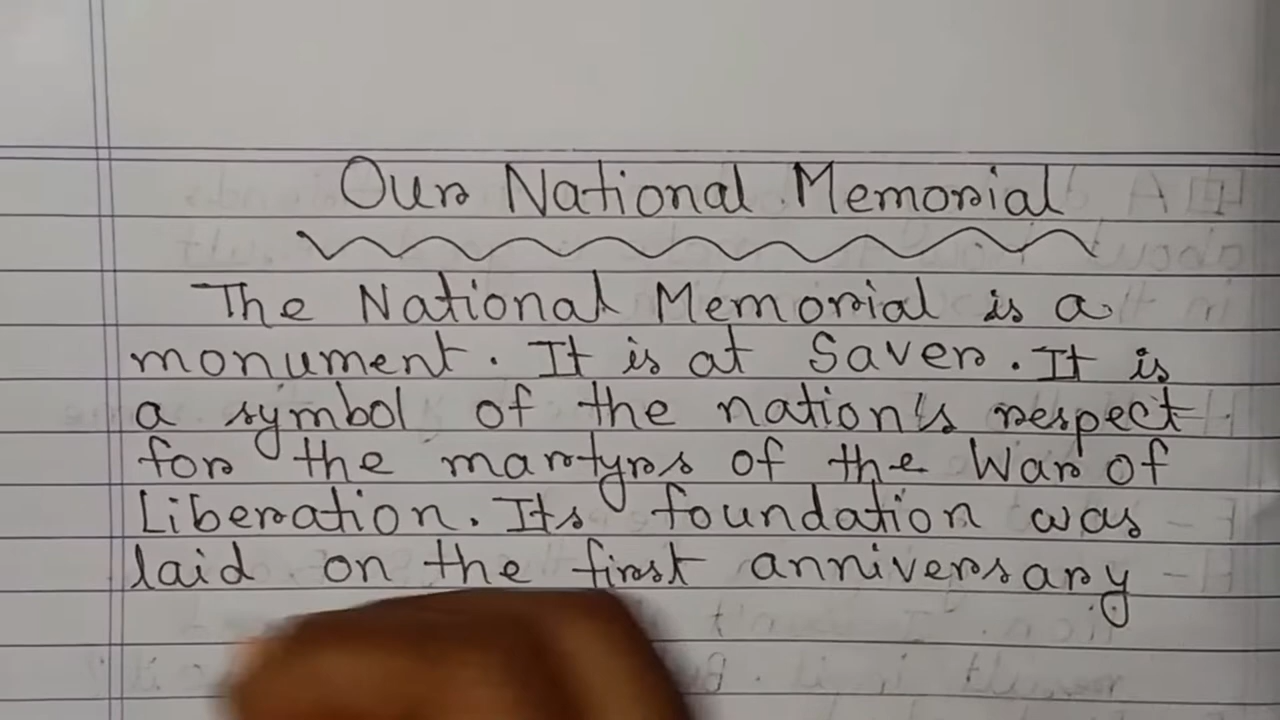 Our National Memorial
The National Memorial is a
monument. It is at Saver. It is
a symbol of the nation's respect
for the martyrs of the War of
Liberation. Its foundation was
laid on the first anniversary